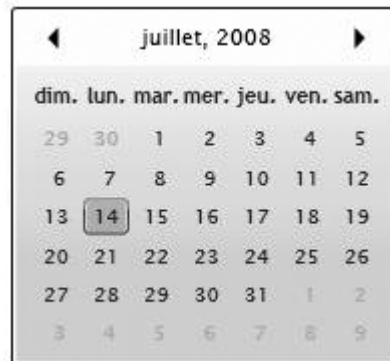 juillet, 2008
dim. lun. mar. mer. jeu. ven. sam.
29 30 1 2 3 4 5
6 7 8 9 10 11 12
13 14 15 16 17 18 19
20 21 22 23 24 25 26
27 28 29 30 31 1 2
3 4 5 6 7 8 9